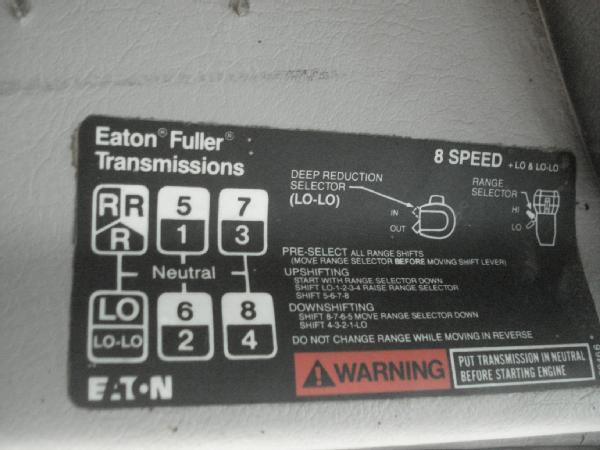 Eaton® Fuller®
Transmissions
8 SPEED + LO & LO-LO
DEEP REDUCTION
SELECTOR
(LO-LO)
IN
OUT
RANGE
SELECTOR
HI
LO
R R 5 7
R 1 3
Neutral
LO 6 8
LO-LO 2 4
PRE-SELECT ALL RANGE SHIFTS
(MOVE RANGE SELECTOR BEFORE MOVING SHIFT LEVER)
UPSHIFTING
START WITH RANGE SELECTOR DOWN
SHIFT LO-1-2-3-4 RAISE RANGE SELECTOR
SHIFT 5-6-7-8
DOWNSHIFTING
SHIFT 8-7-6-5 MOVE RANGE SELECTOR DOWN
SHIFT 4-3-2-1-LO
DO NOT CHANGE RANGE WHILE MOVING IN REVERSE
EATON
WARNING
PUT TRANSMISSION IN NEUTRAL
BEFORE STARTING ENGINE